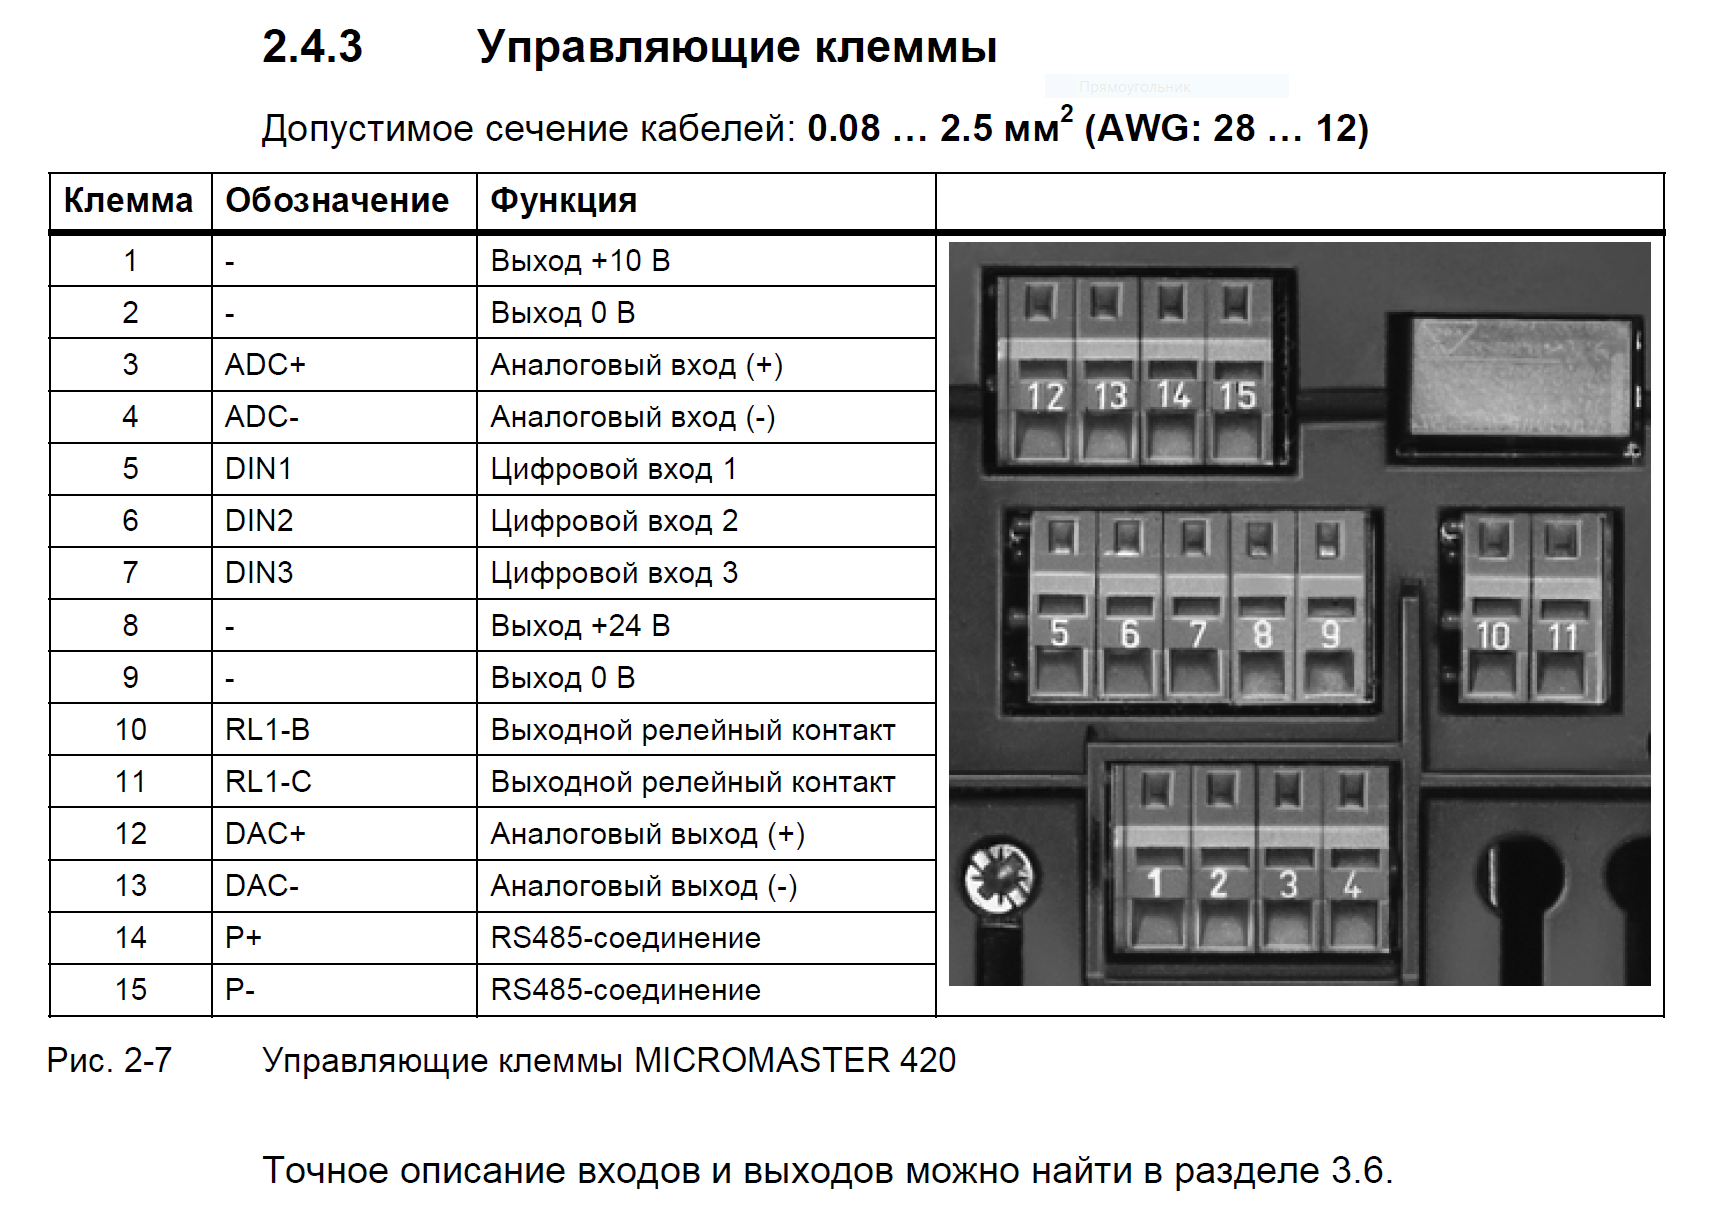 2.4.3 Управляющие клеммы
Прямоугольник
Допустимое сечение кабелей: 0.08 … 2.5 мм² (AWG: 28 … 12)
Клемма Обозначение Функция
1 - Выход +10 В
2 - Выход 0 В
3 ADC+ Аналоговый вход (+)
4 ADC- Аналоговый вход (-)
5 DIN1 Цифровой вход 1
6 DIN2 Цифровой вход 2
7 DIN3 Цифровой вход 3
8 - Выход +24 В
9 - Выход 0 В
10 RL1-B Выходной релейный контакт
11 RL1-C Выходной релейный контакт
12 DAC+ Аналоговый выход (+)
13 DAC- Аналоговый выход (-)
14 P+ RS485-соединение
15 P- RS485-соединение
12 13 14 15
5 6 7 8 9 10 11
1 2 3 4
Рис. 2-7 Управляющие клеммы MICROMASTER 420
Точное описание входов и выходов можно найти в разделе 3.6.